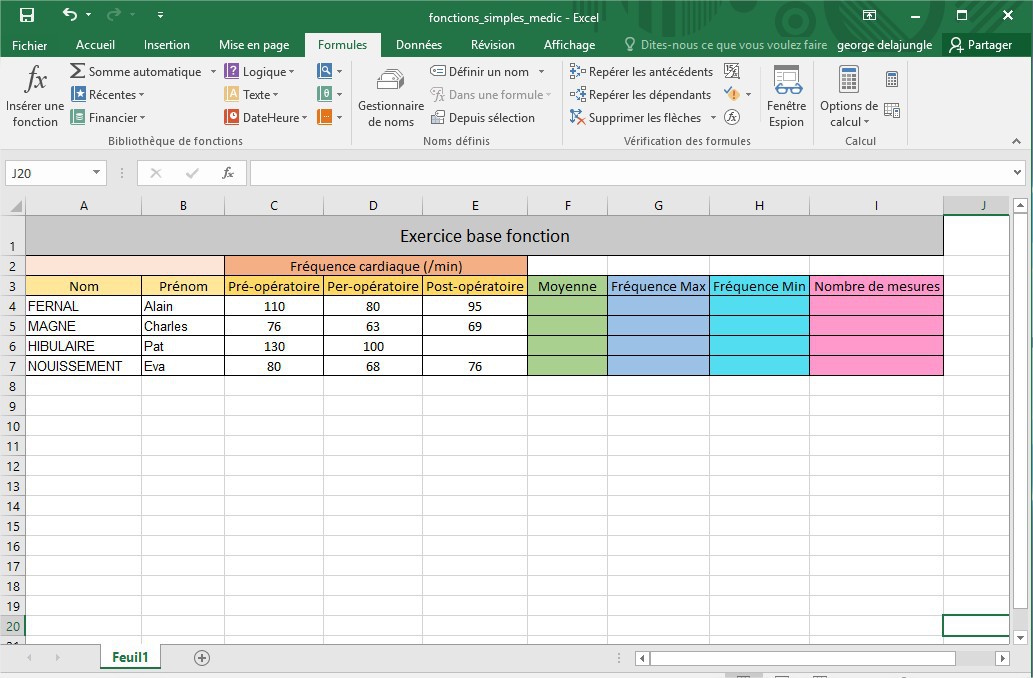 fonctions_simples_medic - Excel
Fichier Accueil Insertion Mise en page Formules Données Révision Affichage Dites-nous ce que vous voulez faire george delajungle Partager
fx Σ Somme automatique ? Logique Définir un nom Repérer les antécédents
Insérer une fonction Récentes A Texte θ Gestionnaire de noms Dans une formule Repérer les dépendants Fenêtre Espion Options de calcul
Financier DateHeure Depuis sélection Supprimer les flèches fx
Bibliothèque de fonctions Noms définis Vérification des formules Calcul
J20 fx
A B C D E F G H I J
1 Exercice base fonction
2 Fréquence cardiaque (/min)
3 Nom Prénom Pré-opératoire Per-opératoire Post-opératoire Moyenne Fréquence Max Fréquence Min Nombre de mesures
4 FERNAL Alain 110 80 95
5 MAGNE Charles 76 63 69
6 HIBULAIRE Pat 130 100
7 NOUISSEMENT Eva 80 68 76
8
9
10
11
12
13
14
15
16
17
18
19
20
Feuil1